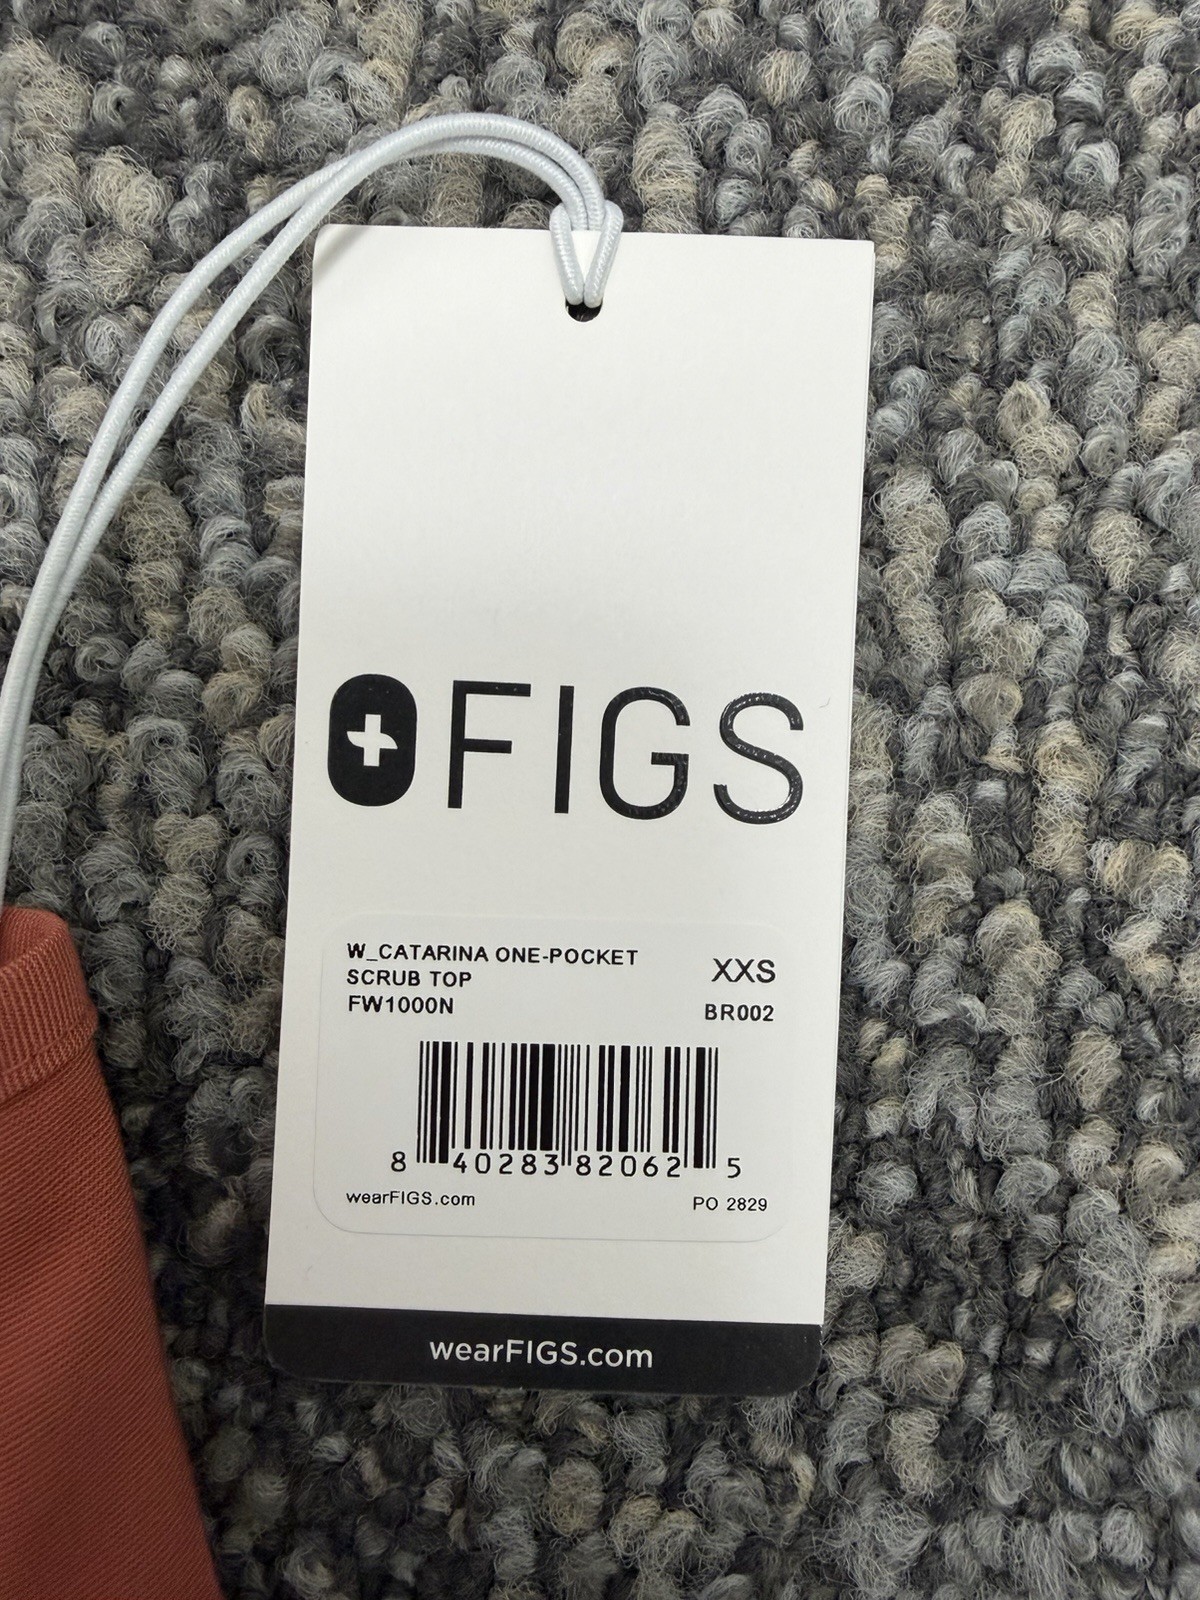 FIGS
W_CATARINA ONE-POCKET
SCRUB TOP
FW1000N
XXS
BR002
8 40283 82062 5
wearFIGS.com
PO 2829
wearFIGS.com